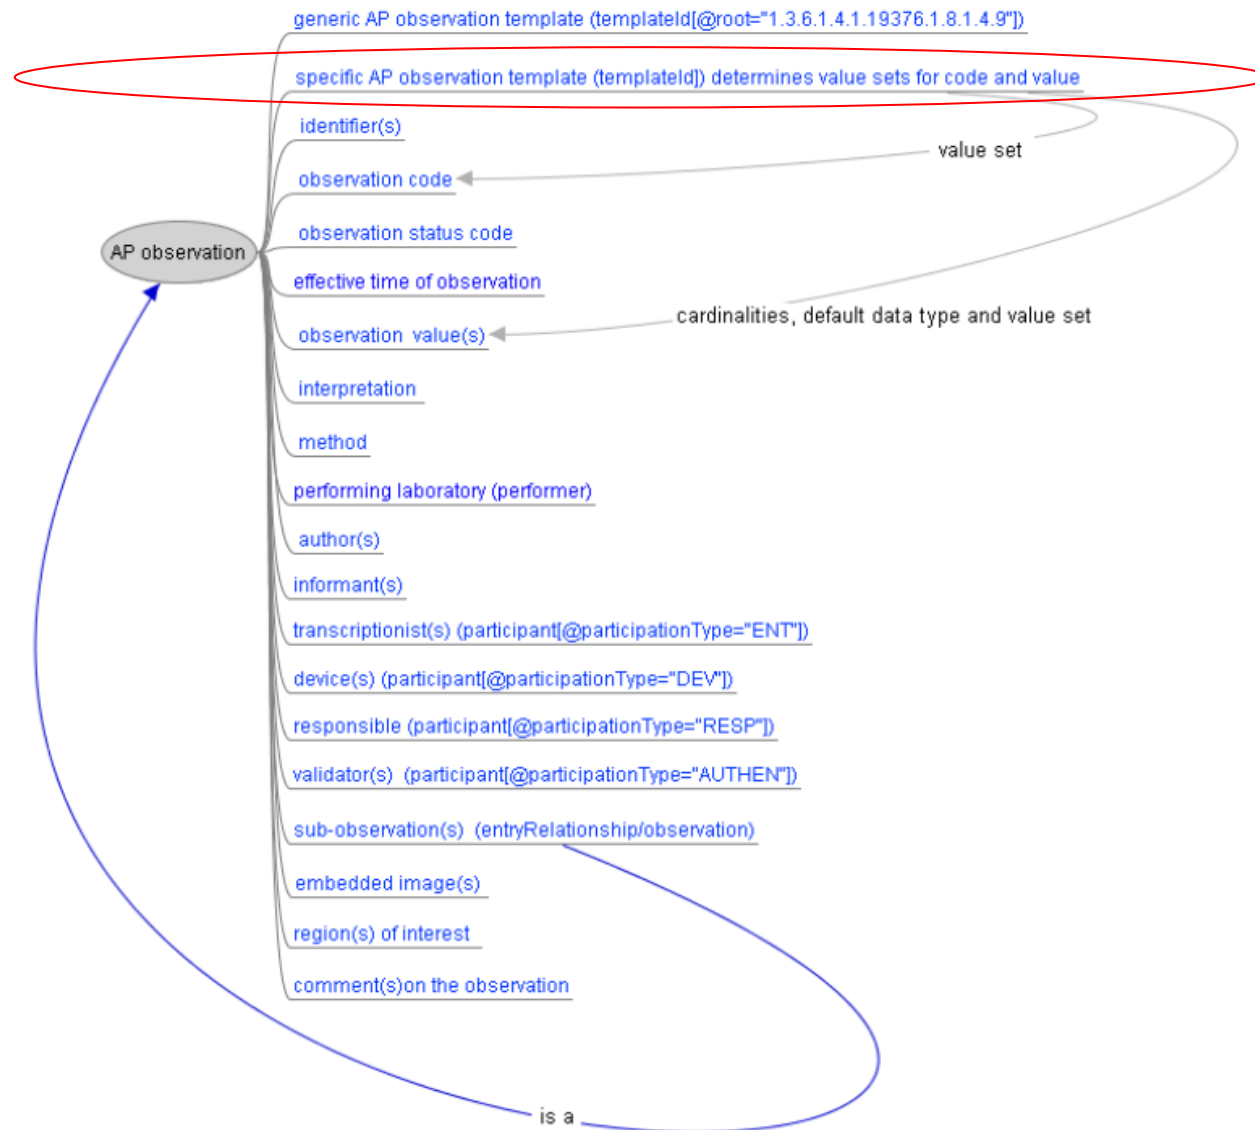 generic AP observation template (templateId[@root="1.3.6.1.4.1.19376.1.8.1.4.9"])
specific AP observation template (templateId]) determines value sets for code and value
identifier(s)
value set
observation code
observation status code
AP observation
effective time of observation
cardinalities, default data type and value set
observation value(s)
interpretation
method
performing laboratory (performer)
author(s)
informant(s)
transcriptionist(s) (participant[@participationType="ENT"])
device(s) (participant[@participationType="DEV"])
responsible (participant[@participationType="RESP"])
validator(s) (participant[@participationType="AUTHEN"])
sub-observation(s) (entryRelationship/observation)
embedded image(s)
region(s) of interest
comment(s)on the observation
is a